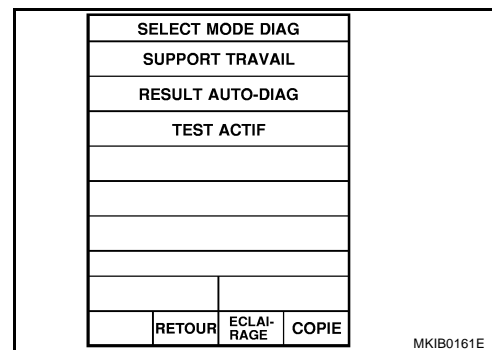 SELECT MODE DIAG
SUPPORT TRAVAIL
RESULT AUTO-DIAG
TEST ACTIF
RETOUR
ECLAI-
RAGE
COPIE
MKIB0161E